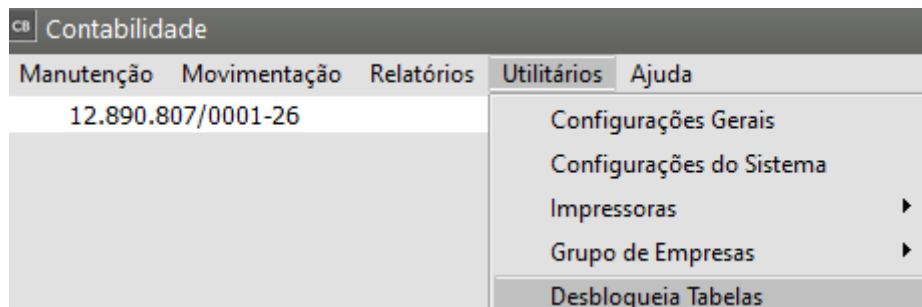 CB Contabilidade
Manutenção Movimentação Relatórios Utilitários Ajuda
12.890.807/0001-26
Configurações Gerais
Configurações do Sistema
Impressoras
Grupo de Empresas
Desbloqueia Tabelas